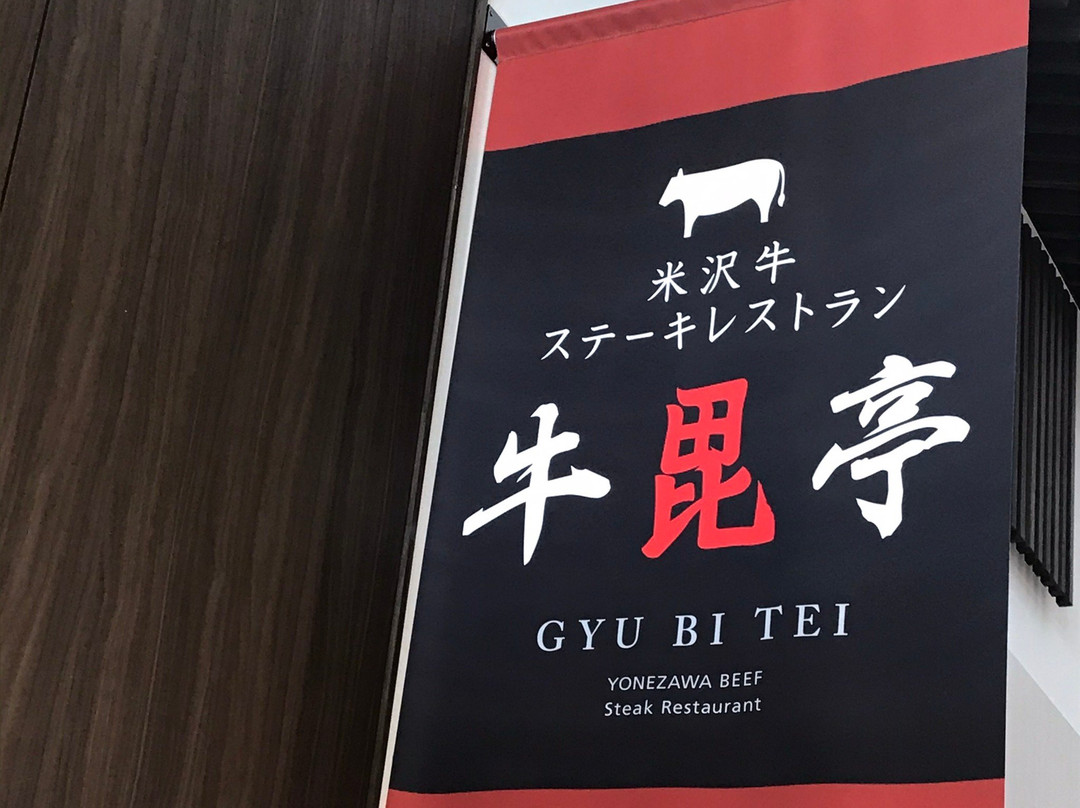 米沢牛
ステーキレストラン
牛毘亭
GYU BI TEI
YONEZAWA BEEF
Steak Restaurant